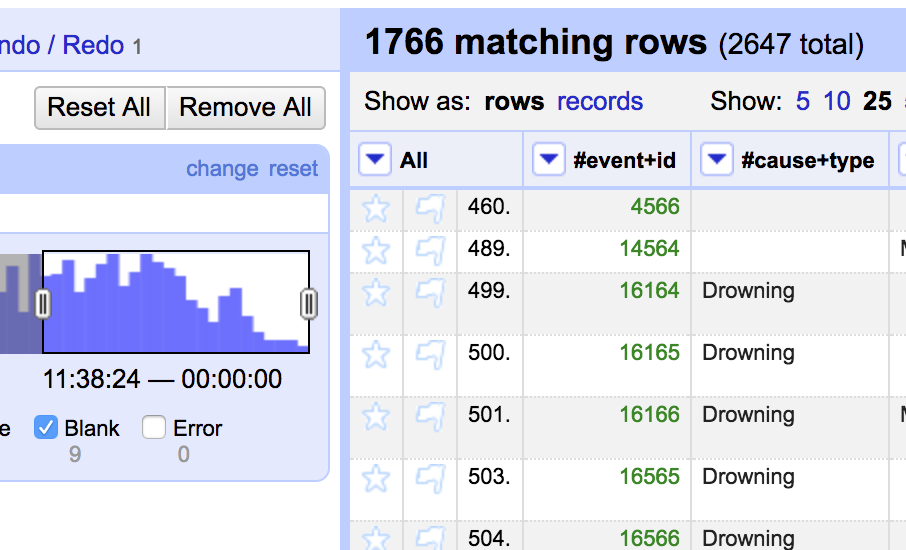 ndo / Redo 1
1766 matching rows (2647 total)
Reset All Remove All
Show as: rows records Show: 5 10 25
change reset
All #event+id #cause+type
460. 4566
489. 14564
499. 16164 Drowning
500. 16165 Drowning
11:38:24 — 00:00:00
501. 16166 Drowning
Blank Error
9 0
503. 16565 Drowning
504. 16566 Drowning